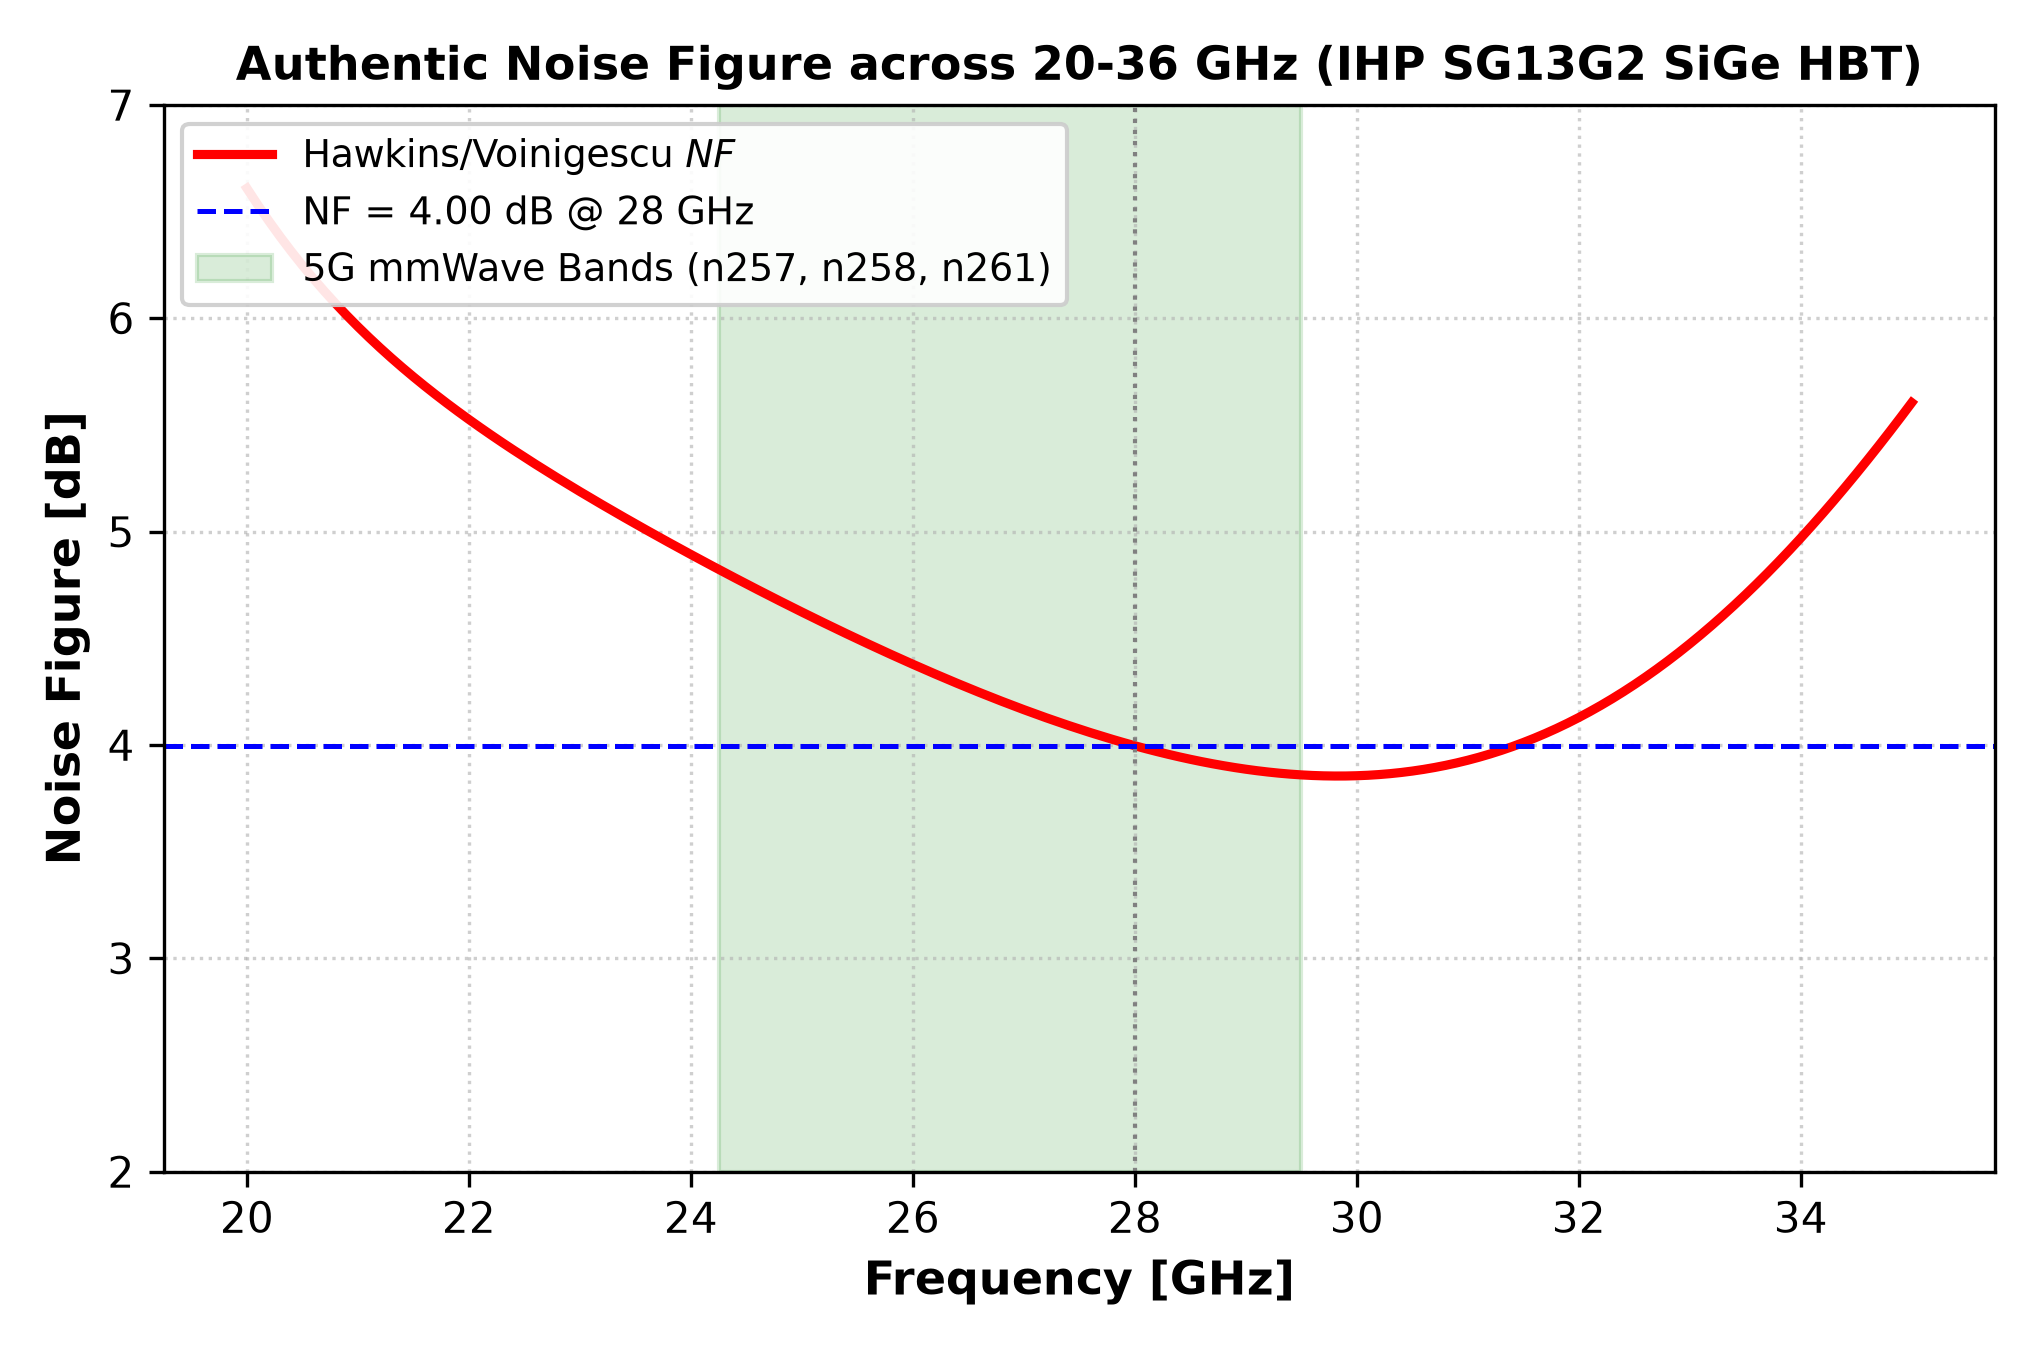 Authentic Noise Figure across 20-36 GHz (IHP SG13G2 SiGe HBT)
Hawkins/Voinigescu NF
NF = 4.00 dB @ 28 GHz
5G mmWave Bands (n257, n258, n261)
Noise Figure [dB]
7
6
5
4
3
2
20 22 24 26 28 30 32 34
Frequency [GHz]